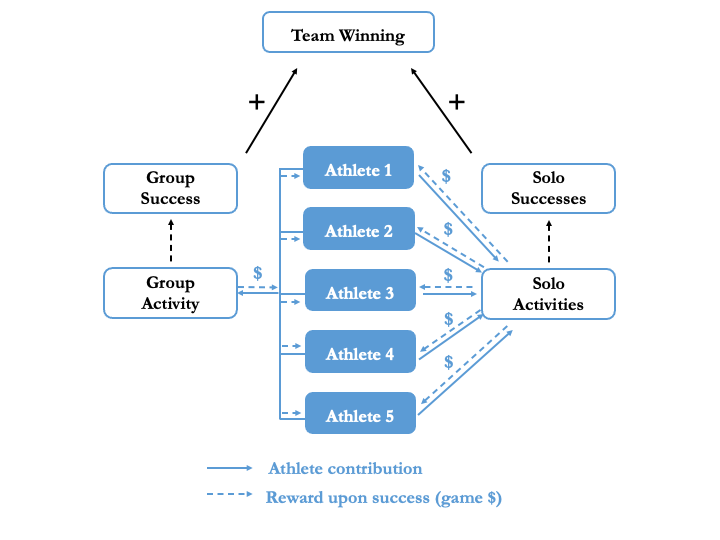 Team Winning
+
+
Group
Success
Athlete 1
$
Solo
Successes
Athlete 2
$
Group
Activity
$
Athlete 3
$
Solo
Activities
Athlete 4
$
Athlete 5
$
Athlete contribution
Reward upon success (game $)